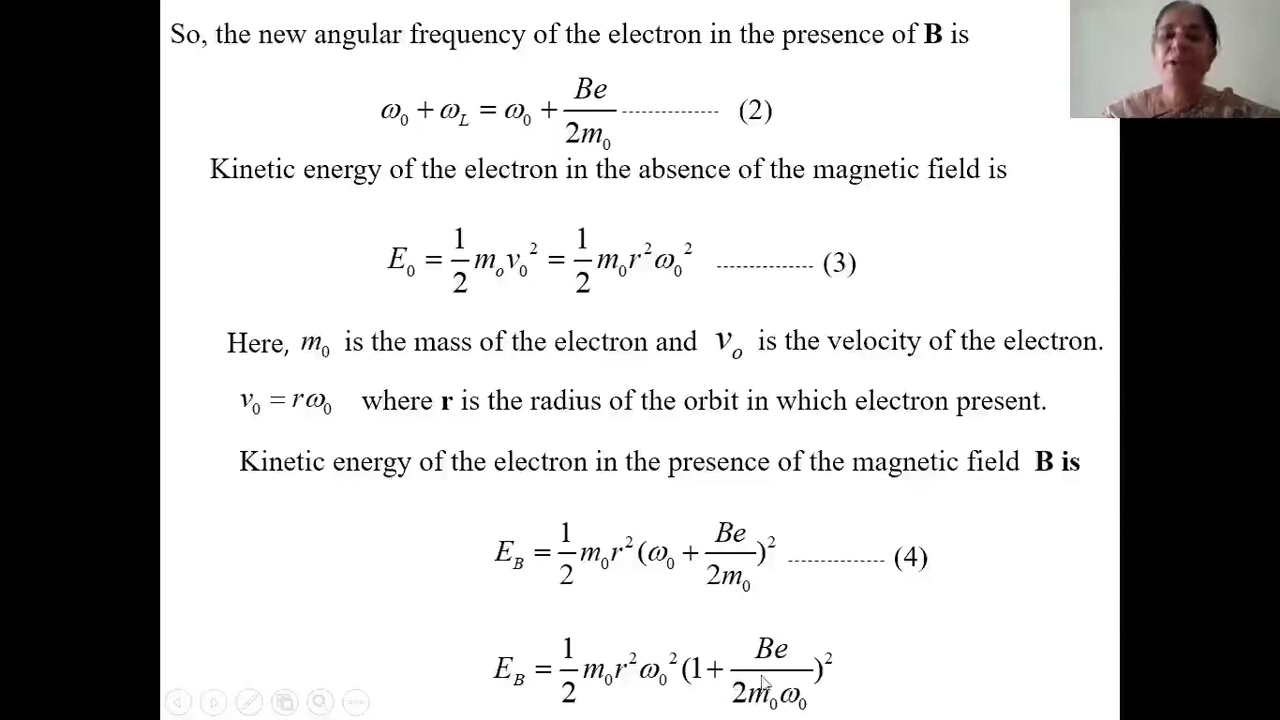 So, the new angular frequency of the electron in the presence of B is
ω₀ + ω_L = ω₀ + Be/2m₀ ---------------- (2)
Kinetic energy of the electron in the absence of the magnetic field is
E₀ = 1/2 mₒv₀² = 1/2 m₀r²ω₀² ---------------- (3)
Here, m₀ is the mass of the electron and vₒ is the velocity of the electron.
v₀ = rω₀ where r is the radius of the orbit in which electron present.
Kinetic energy of the electron in the presence of the magnetic field B is
E_B = 1/2 m₀r²(ω₀ + Be/2m₀)² ---------------- (4)
E_B = 1/2 m₀r²ω₀²(1 + Be/2m₀ω₀)²